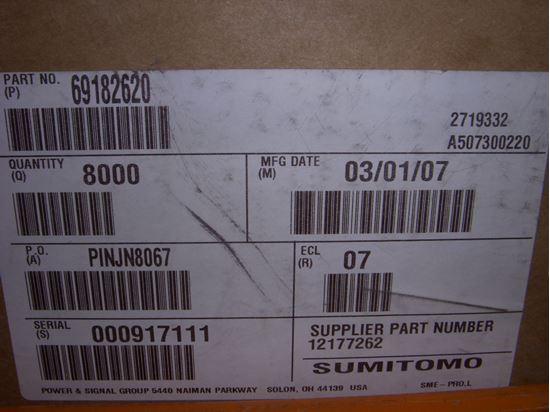 PART NO.
(P)
69182620
2719332
A507300220
QUANTITY
(Q)
8000
MFG DATE
(M)
03/01/07
P.O.
(A)
PINJN8067
ECL
(R)
07
SERIAL
(S)
000917111
SUPPLIER PART NUMBER
12177262
SUMITOMO
POWER & SIGNAL GROUP 5440 NAIMAN PARKWAY SOLON, OH 44139 USA SME-PRO.L